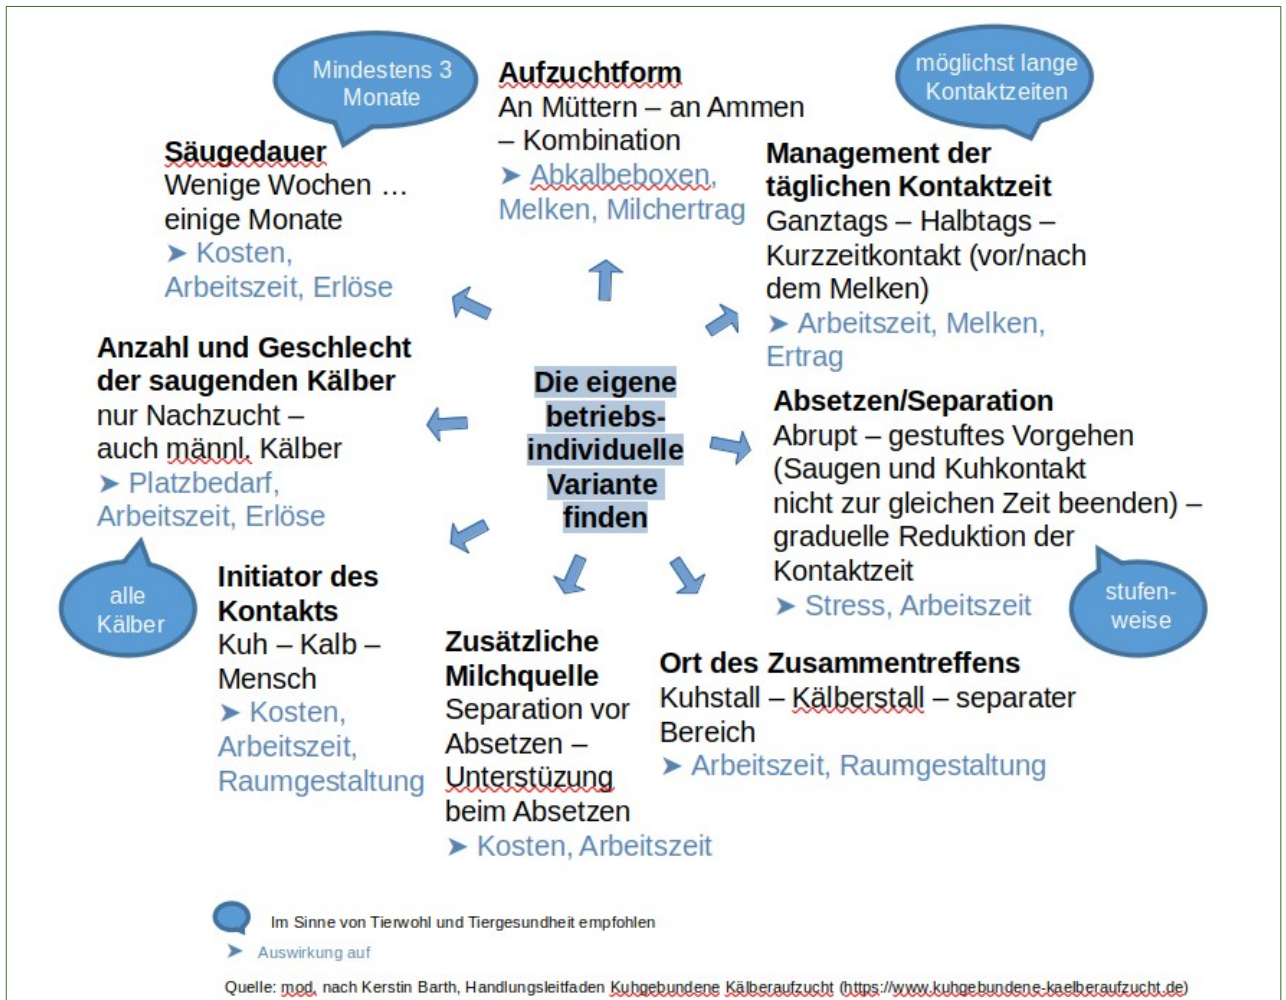 Mindestens 3
Monate
Aufzuchtform
An Müttern – an Ammen
– Kombination
➤ Abkalbeboxen,
Melken, Milchertrag
möglichst lange
Kontaktzeiten
Säugedauer
Wenige Wochen …
einige Monate
➤ Kosten,
Arbeitszeit, Erlöse
Management der
täglichen Kontaktzeit
Ganztags – Halbtags –
Kurzzeitkontakt (vor/nach
dem Melken)
➤ Arbeitszeit, Melken,
Ertrag
Anzahl und Geschlecht
der saugenden Kälber
nur Nachzucht –
auch männl. Kälber
➤ Platzbedarf,
Arbeitszeit, Erlöse
Die eigene
betriebs-
individuelle
Variante
finden
Absetzen/Separation
Abrupt – gestuftes Vorgehen
(Saugen und Kuhkontakt
nicht zur gleichen Zeit beenden) –
graduelle Reduktion der
Kontaktzeit
➤ Stress, Arbeitszeit
alle
Kälber
stufen-
weise
Initiator des
Kontakts
Kuh – Kalb –
Mensch
➤ Kosten,
Arbeitszeit,
Raumgestaltung
Zusätzliche
Milchquelle
Separation vor
Absetzen –
Unterstüzung
beim Absetzen
➤ Kosten, Arbeitszeit
Ort des Zusammentreffens
Kuhstall – Kälberstall – separater
Bereich
➤ Arbeitszeit, Raumgestaltung
Im Sinne von Tierwohl und Tiergesundheit empfohlen
➤ Auswirkung auf
Quelle: mod, nach Kerstin Barth, Handlungsleitfaden Kuhgebundene Kälberaufzucht (https://www.kuhgebundene-kaelberaufzucht.de)